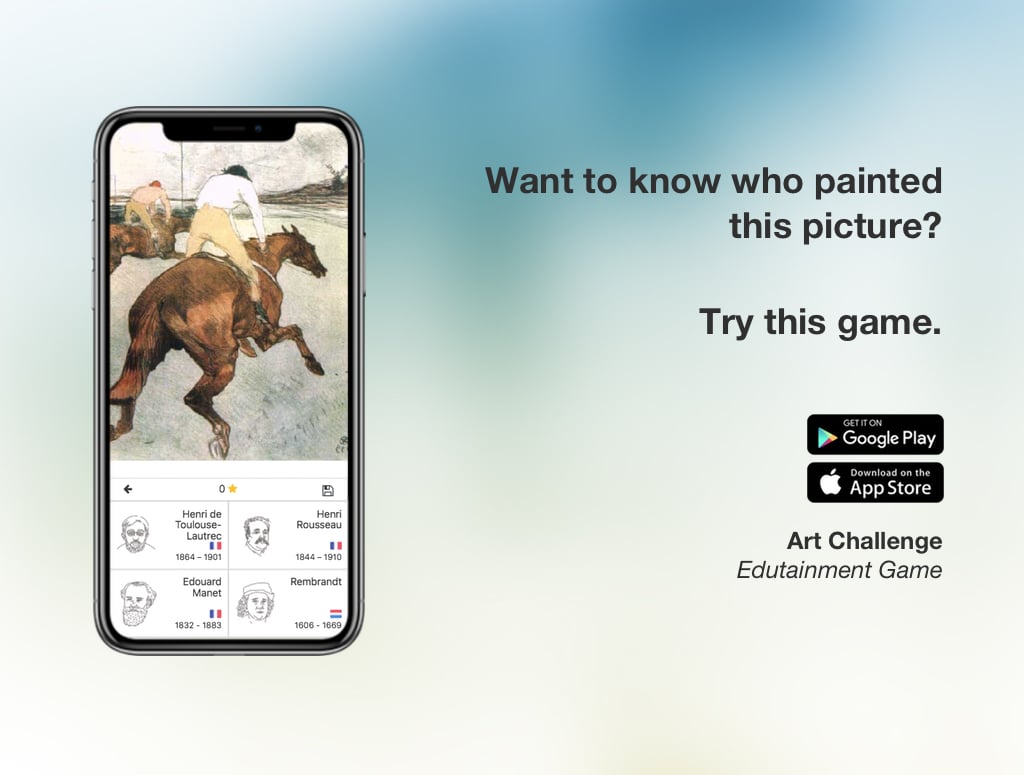 Want to know who painted
this picture?
Try this game.
GET IT ON
Google Play
Download on the
App Store
Art Challenge
Edutainment Game
0
Henri de
Toulouse-
Lautrec
1864 – 1901
Henri
Rousseau
1844 – 1910
Edouard
Manet
1832 - 1883
Rembrandt
1606 - 1669